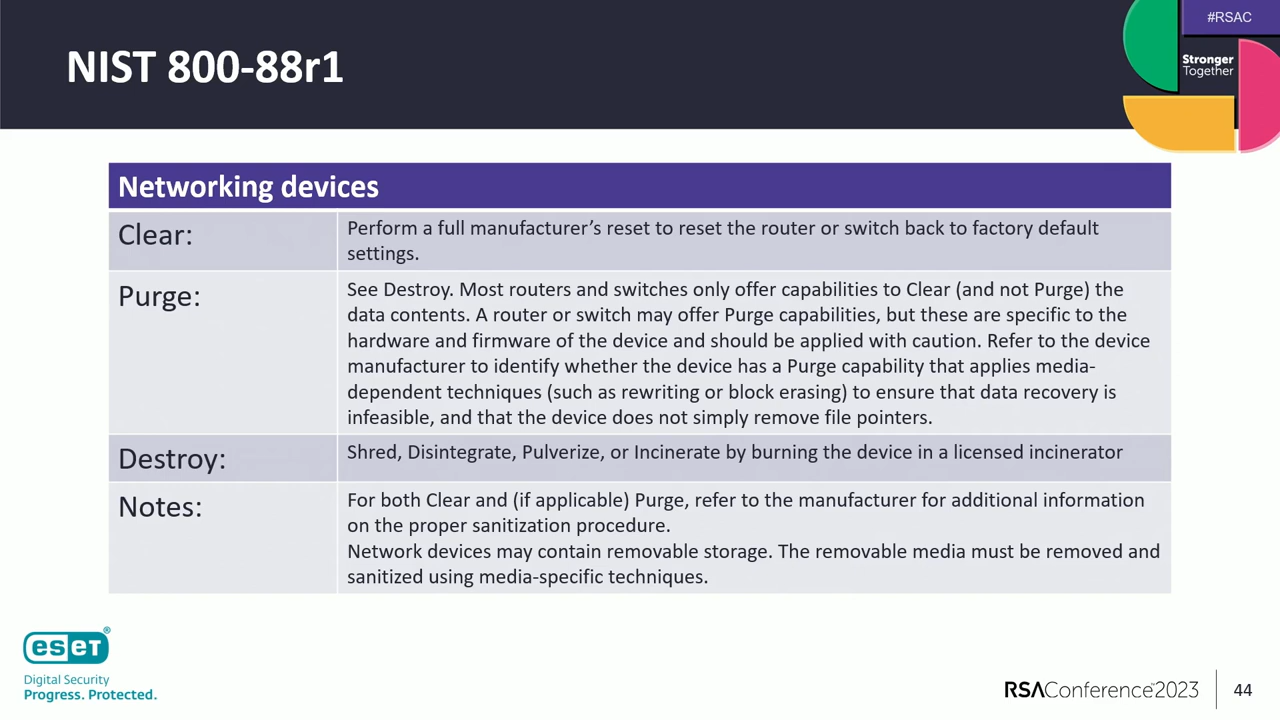 #RSAC
NIST 800-88r1
Stronger
Together
Networking devices
Clear:
Perform a full manufacturer’s reset to reset the router or switch back to factory default
settings.
Purge:
See Destroy. Most routers and switches only offer capabilities to Clear (and not Purge) the
data contents. A router or switch may offer Purge capabilities, but these are specific to the
hardware and firmware of the device and should be applied with caution. Refer to the device
manufacturer to identify whether the device has a Purge capability that applies media-
dependent techniques (such as rewriting or block erasing) to ensure that data recovery is
infeasible, and that the device does not simply remove file pointers.
Destroy:
Shred, Disintegrate, Pulverize, or Incinerate by burning the device in a licensed incinerator
Notes:
For both Clear and (if applicable) Purge, refer to the manufacturer for additional information
on the proper sanitization procedure.
Network devices may contain removable storage. The removable media must be removed and
sanitized using media-specific techniques.
eseT®
Digital Security
Progress. Protected.
RSAConference™2023
44